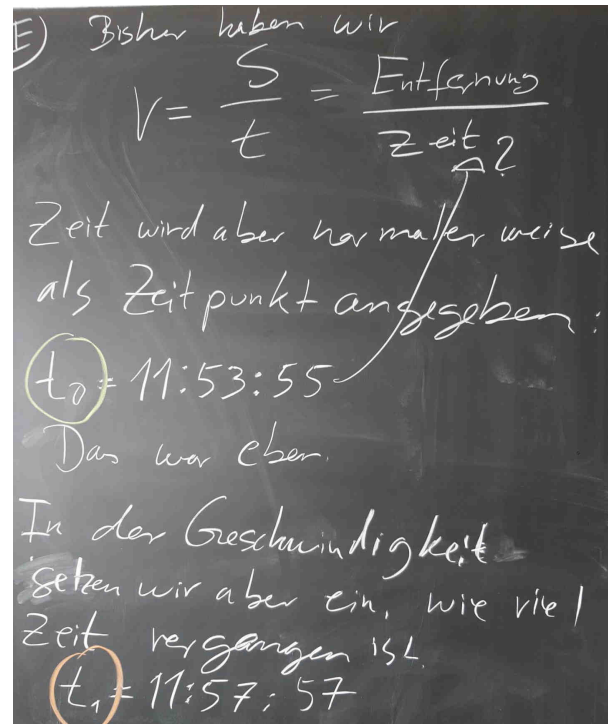 E) Bisher haben wir
V = S/t = Entfernung/Zeit?
Zeit wird aber normalerweise
als Zeitpunkt angegeben:
t₀ = 11:53:55
Das war eben.
In der Geschwindigkeit
setzen wir aber ein, wie viel
Zeit vergangen ist.
t₁ = 11:57:57